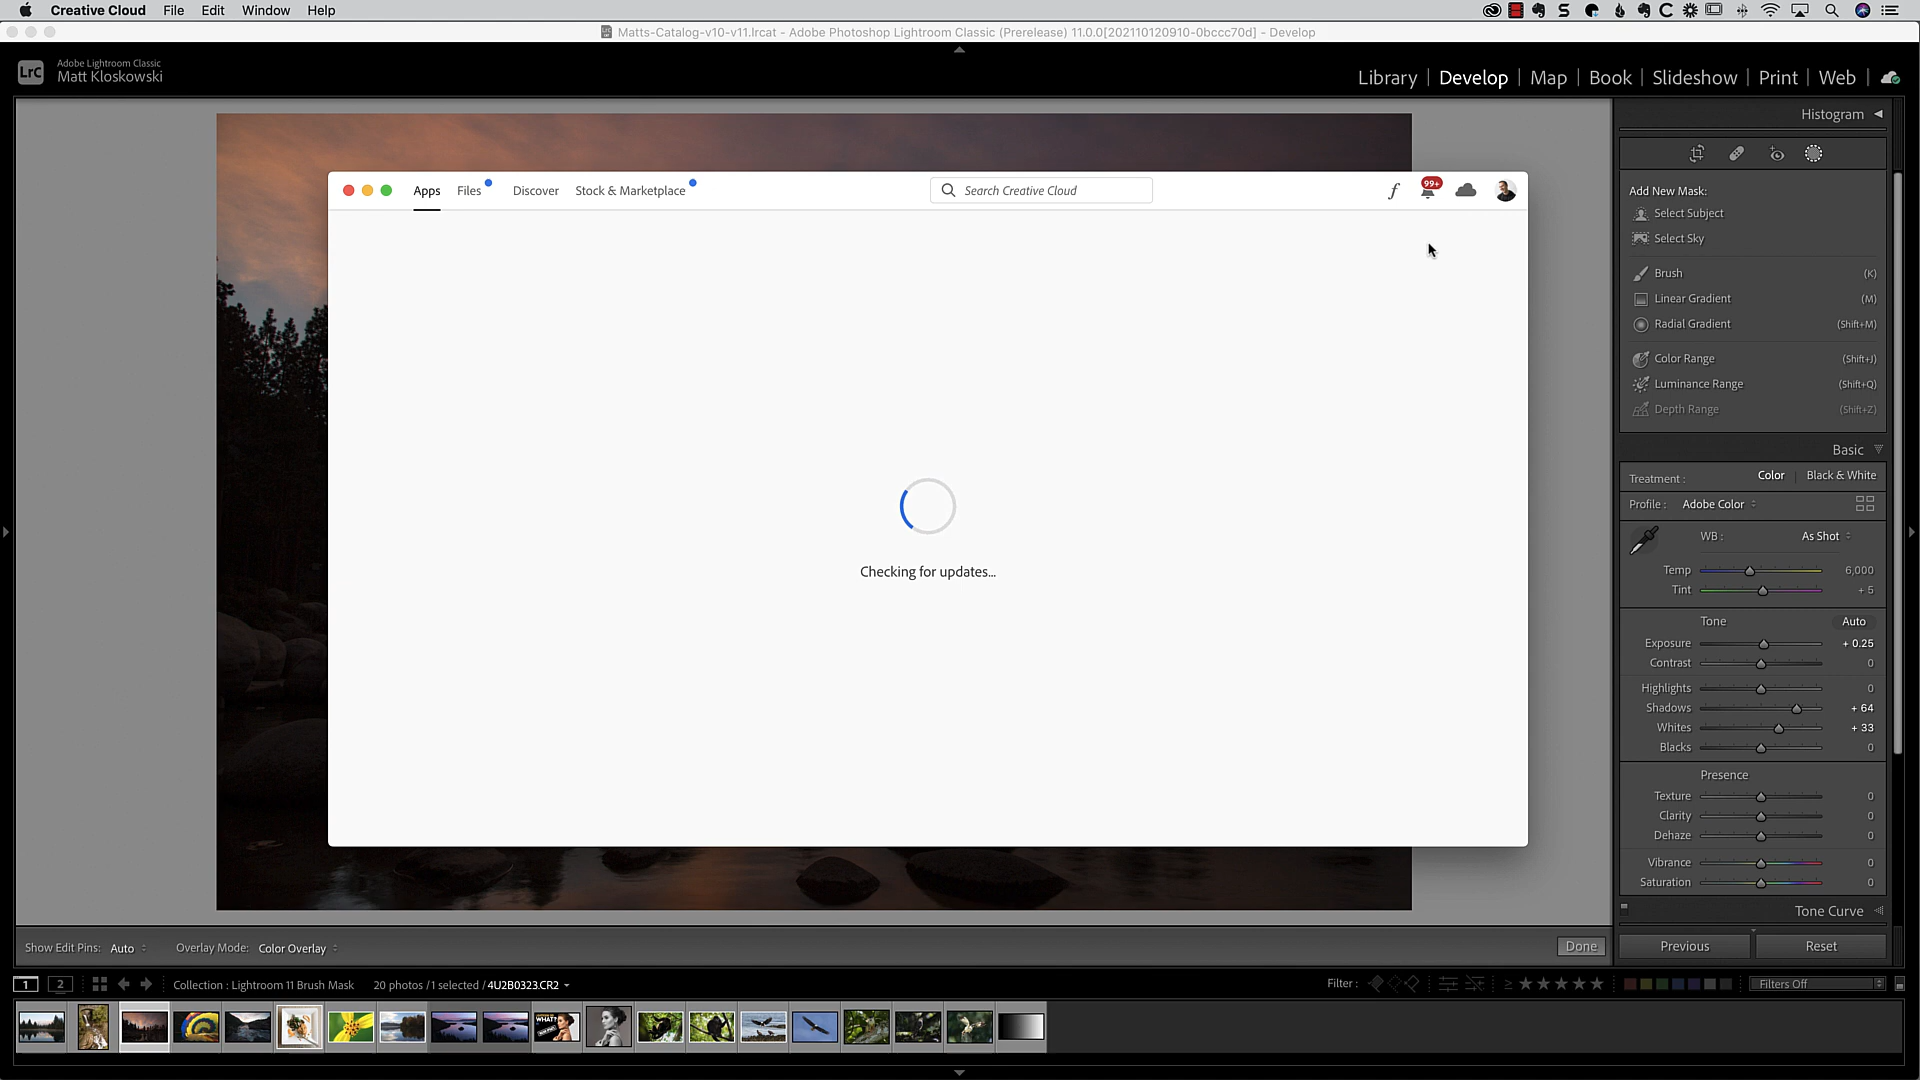 Creative Cloud File Edit Window Help
Matts-Catalog-v10-v11.lrcat - Adobe Photoshop Lightroom Classic (Prerelease) 11.0.0[202110120910-0bccc70d] - Develop
LrC
Adobe Lightroom Classic
Matt Kloskowski
Library | Develop | Map | Book | Slideshow | Print | Web
Apps Files Discover Stock & Marketplace
Search Creative Cloud
99+
Checking for updates...
Histogram
Add New Mask:
Select Subject
Select Sky
Brush (K)
Linear Gradient (M)
Radial Gradient (Shift+M)
Color Range (Shift+J)
Luminance Range (Shift+Q)
Depth Range (Shift+Z)
Basic
Treatment : Color | Black & White
Profile : Adobe Color
WB : As Shot
Temp 6,000
Tint + 5
Tone Auto
Exposure + 0.25
Contrast 0
Highlights 0
Shadows + 64
Whites + 33
Blacks 0
Presence
Texture 0
Clarity 0
Dehaze 0
Vibrance 0
Saturation 0
Tone Curve
Previous Reset
Show Edit Pins: Auto Overlay Mode: Color Overlay Done
1 2 Collection : Lightroom 11 Brush Mask 20 photos / 1 selected / 4U2B0323.CR2
Filter : ≥ ★★★★★ Filters Off
WHAT?